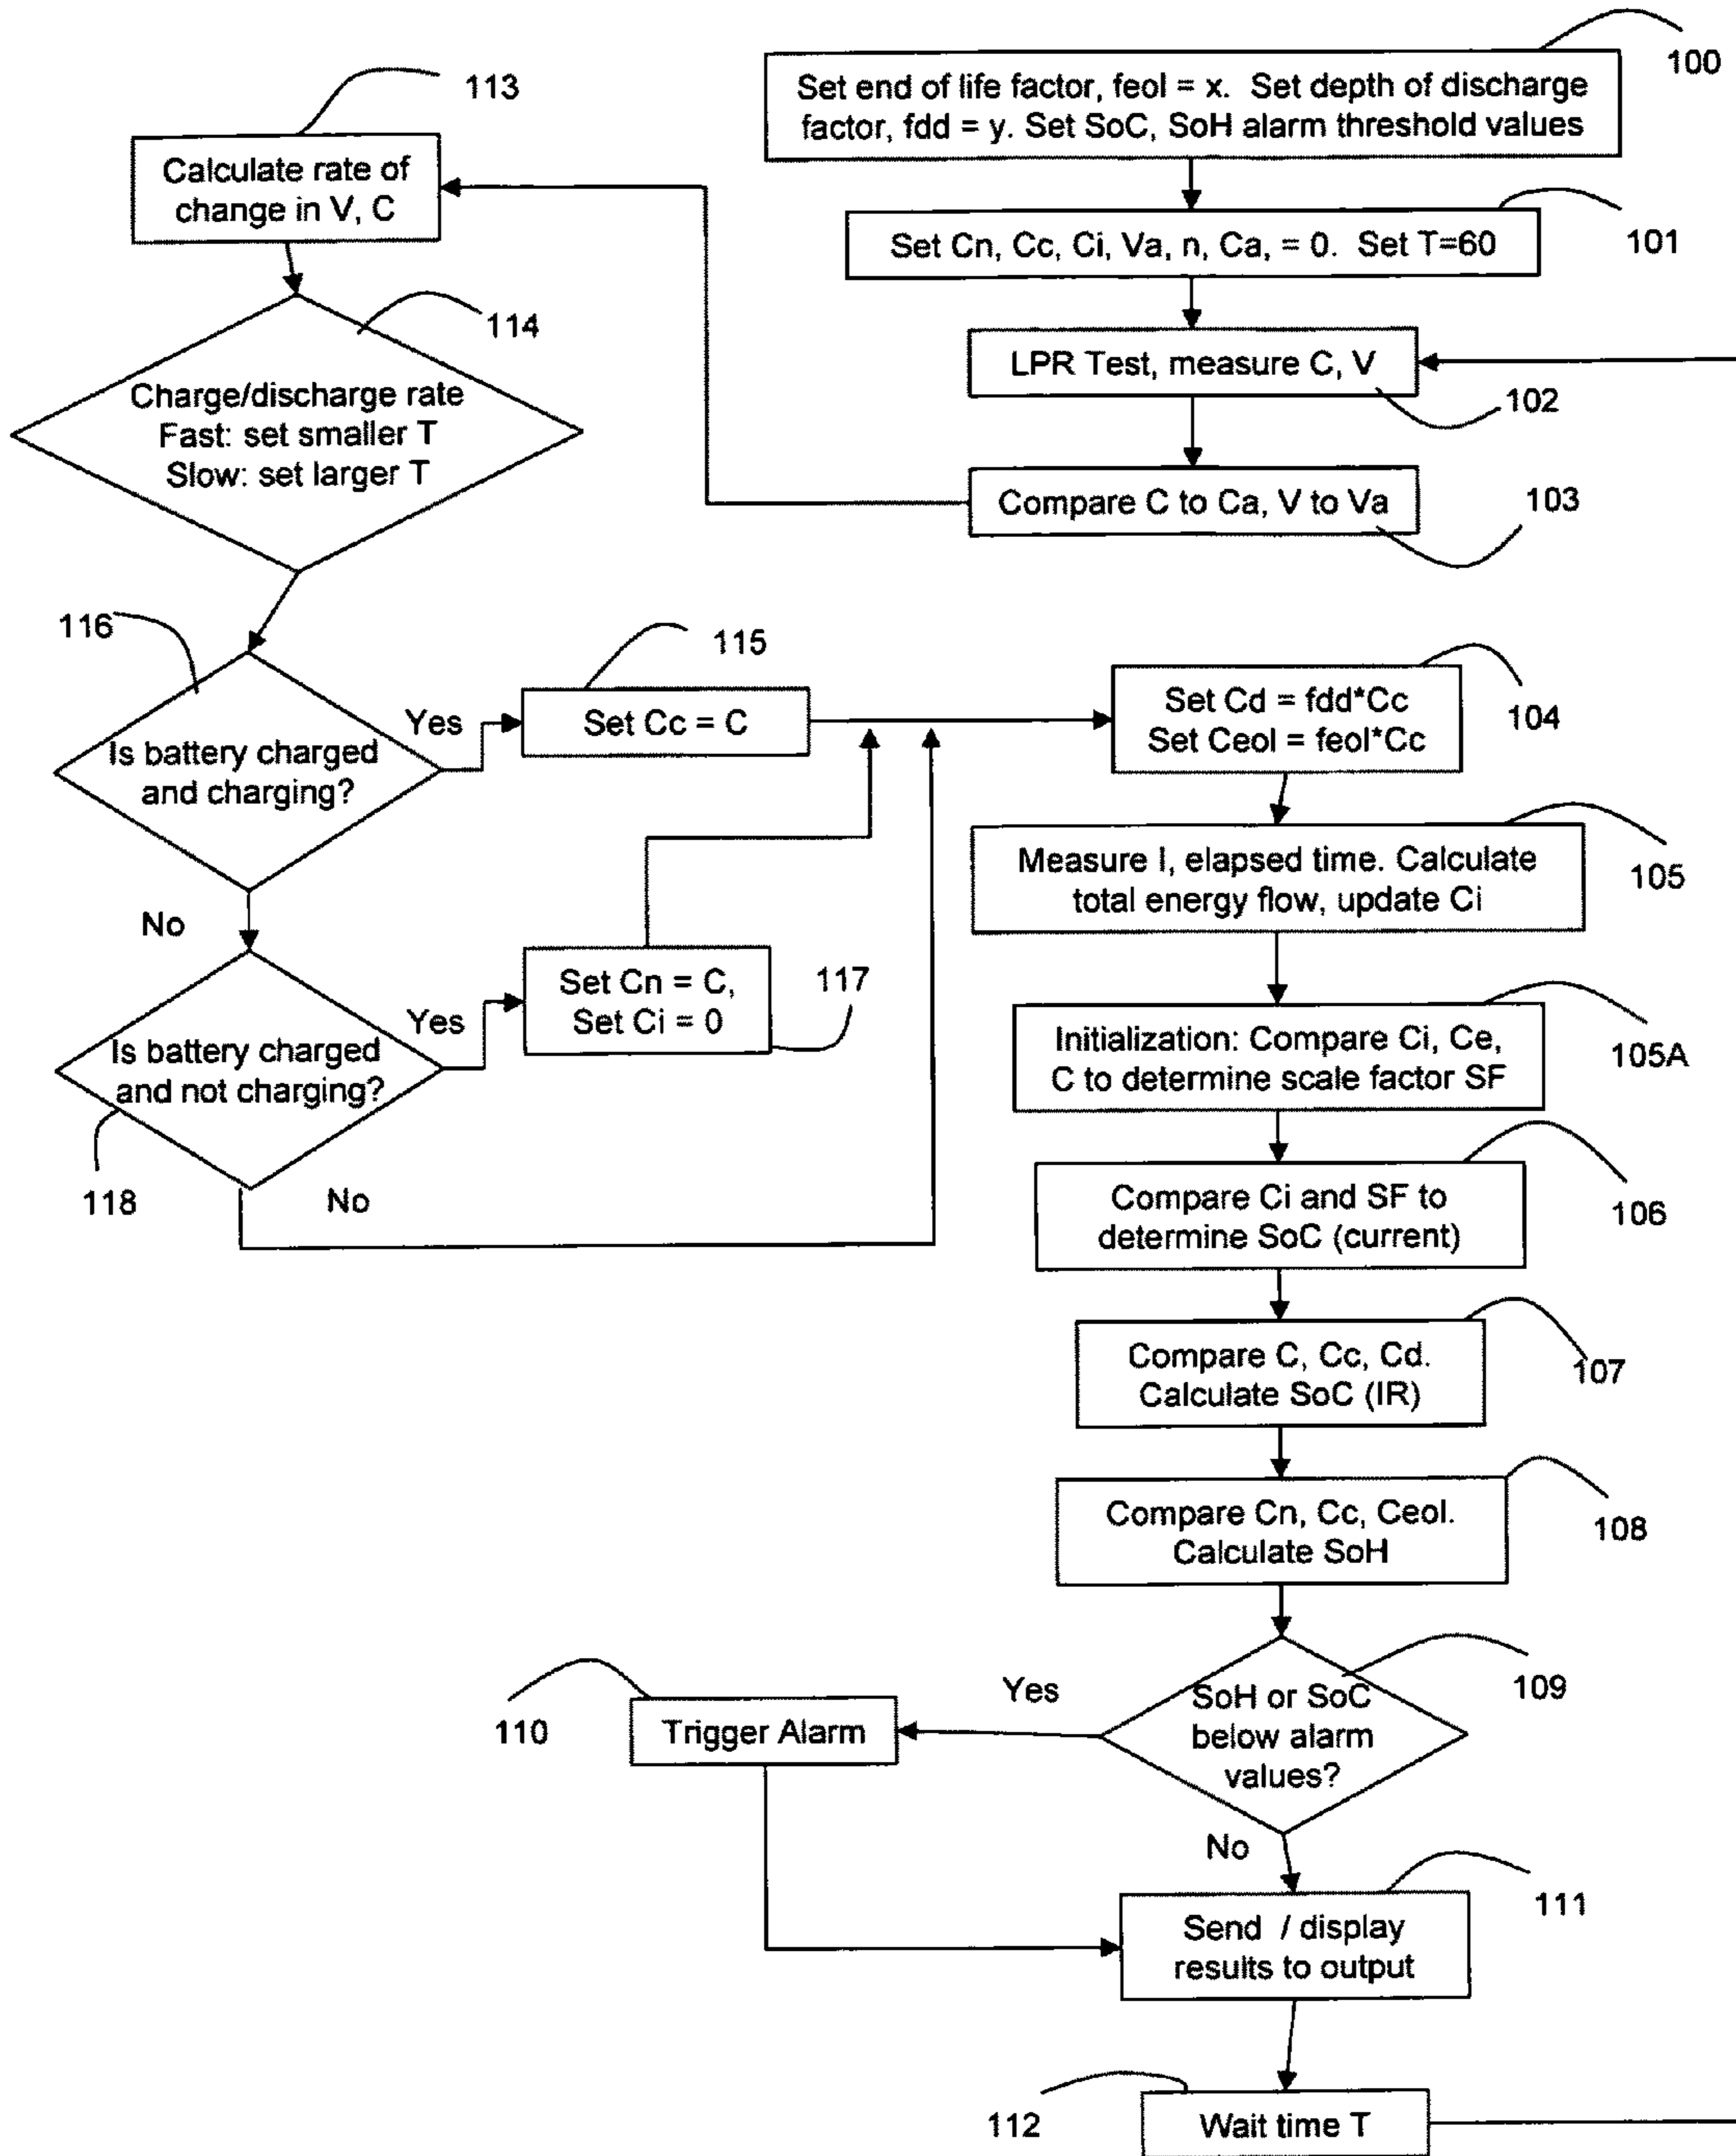 100
Set end of life factor, feol = x. Set depth of discharge
factor, fdd = y. Set SoC, SoH alarm threshold values
101
Set Cn, Cc, Ci, Va, n, Ca, = 0. Set T=60
LPR Test, measure C, V
102
Compare C to Ca, V to Va
103
113
Calculate rate of
change in V, C
114
Charge/discharge rate
Fast: set smaller T
Slow: set larger T
116
Is battery charged
and charging?
Yes
No
115
Set Cc = C
118
Is battery charged
and not charging?
Yes
No
Set Cn = C,
Set Ci = 0
117
Set Cd = fdd*Cc
Set Ceol = feol*Cc
104
Measure I, elapsed time. Calculate
total energy flow, update Ci
105
Initialization: Compare Ci, Ce,
C to determine scale factor SF
105A
Compare Ci and SF to
determine SoC (current)
106
Compare C, Cc, Cd.
Calculate SoC (IR)
107
Compare Cn, Cc, Ceol.
Calculate SoH
108
SoH or SoC
below alarm
values?
109
Yes
No
110
Trigger Alarm
Send / display
results to output
111
112
Wait time T